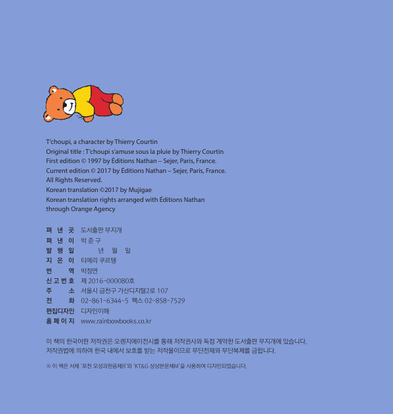 T'choupi, a character by Thierry Courtin
Original title : T'choupi s'amuse sous la pluie by Thierry Courtin
First edition © 1997 by Éditions Nathan – Sejer, Paris, France.
Current edition © 2017 by Éditions Nathan – Sejer, Paris, France.
All Rights Reserved.
Korean translation ©2017 by Mujigae
Korean translation rights arranged with Éditions Nathan
through Orange Agency
펴 낸 곳 도서출판 무지개
펴 낸 이 박 준 구
발 행 일 년 월 일
지 은 이 티에리 쿠르탱
번 역 박정연
신 고 번 호 제 2016-000080호
주 소 서울시 금천구 가산디지털2로 107
전 화 02-861-6344~5 팩스 02-858-7529
편집디자인 디자인이해
홈 페 이 지 www.rainbowbooks.co.kr
이 책의 한국어판 저작권은 오렌지에이전시를 통해 저작권사와 독점 계약한 도서출판 무지개에 있습니다.
저작권법에 의하여 한국 내에서 보호를 받는 저작물이므로 무단전재와 무단복제를 금합니다.
※ 이 책은 서체 '포천 오성과한음체R'와 'KT&G 상상본문체M'을 사용하여 디자인되었습니다.